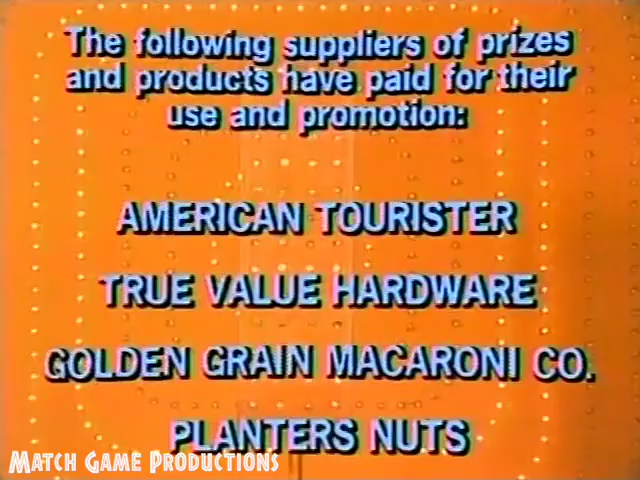 The following suppliers of prizes
and products have paid for their
use and promotion:
AMERICAN TOURISTER
TRUE VALUE HARDWARE
GOLDEN GRAIN MACARONI CO.
PLANTERS NUTS
MATCH GAME PRODUCTIONS